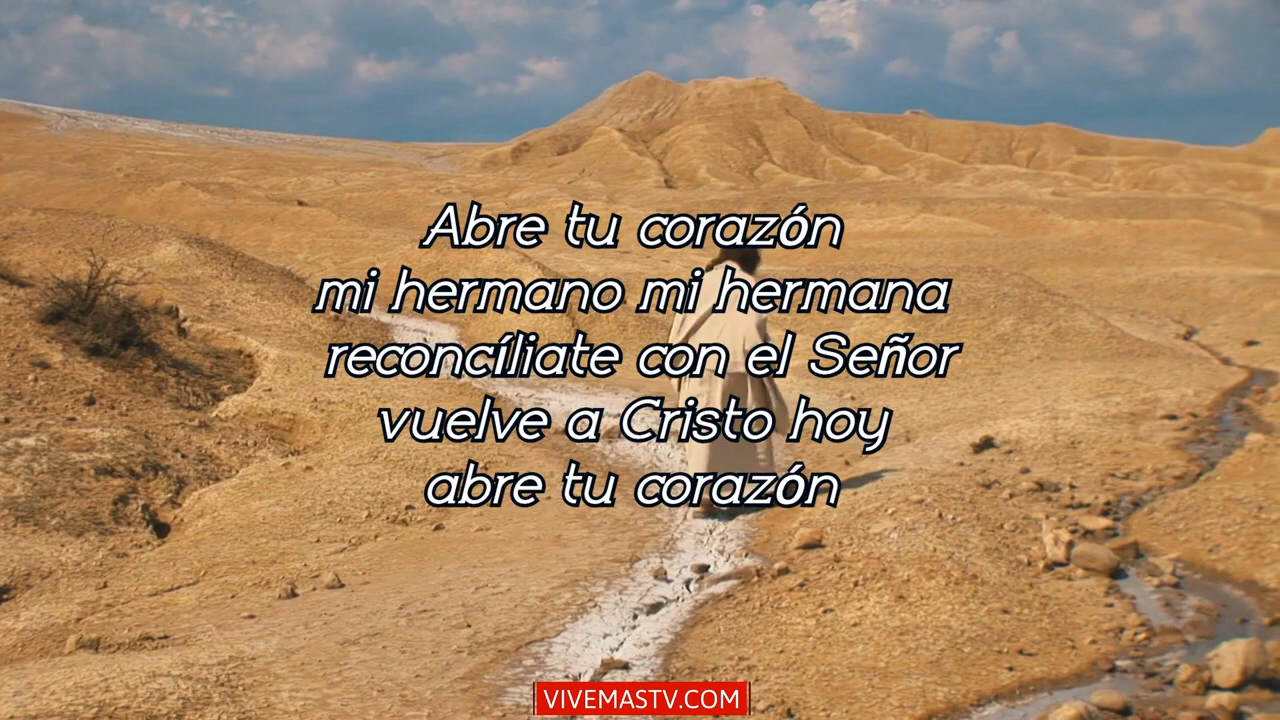 Abre tu corazón
mi hermano mi hermana
reconcíliate con el Señor
vuelve a Cristo hoy
abre tu corazón
VIVEMASTV.COM